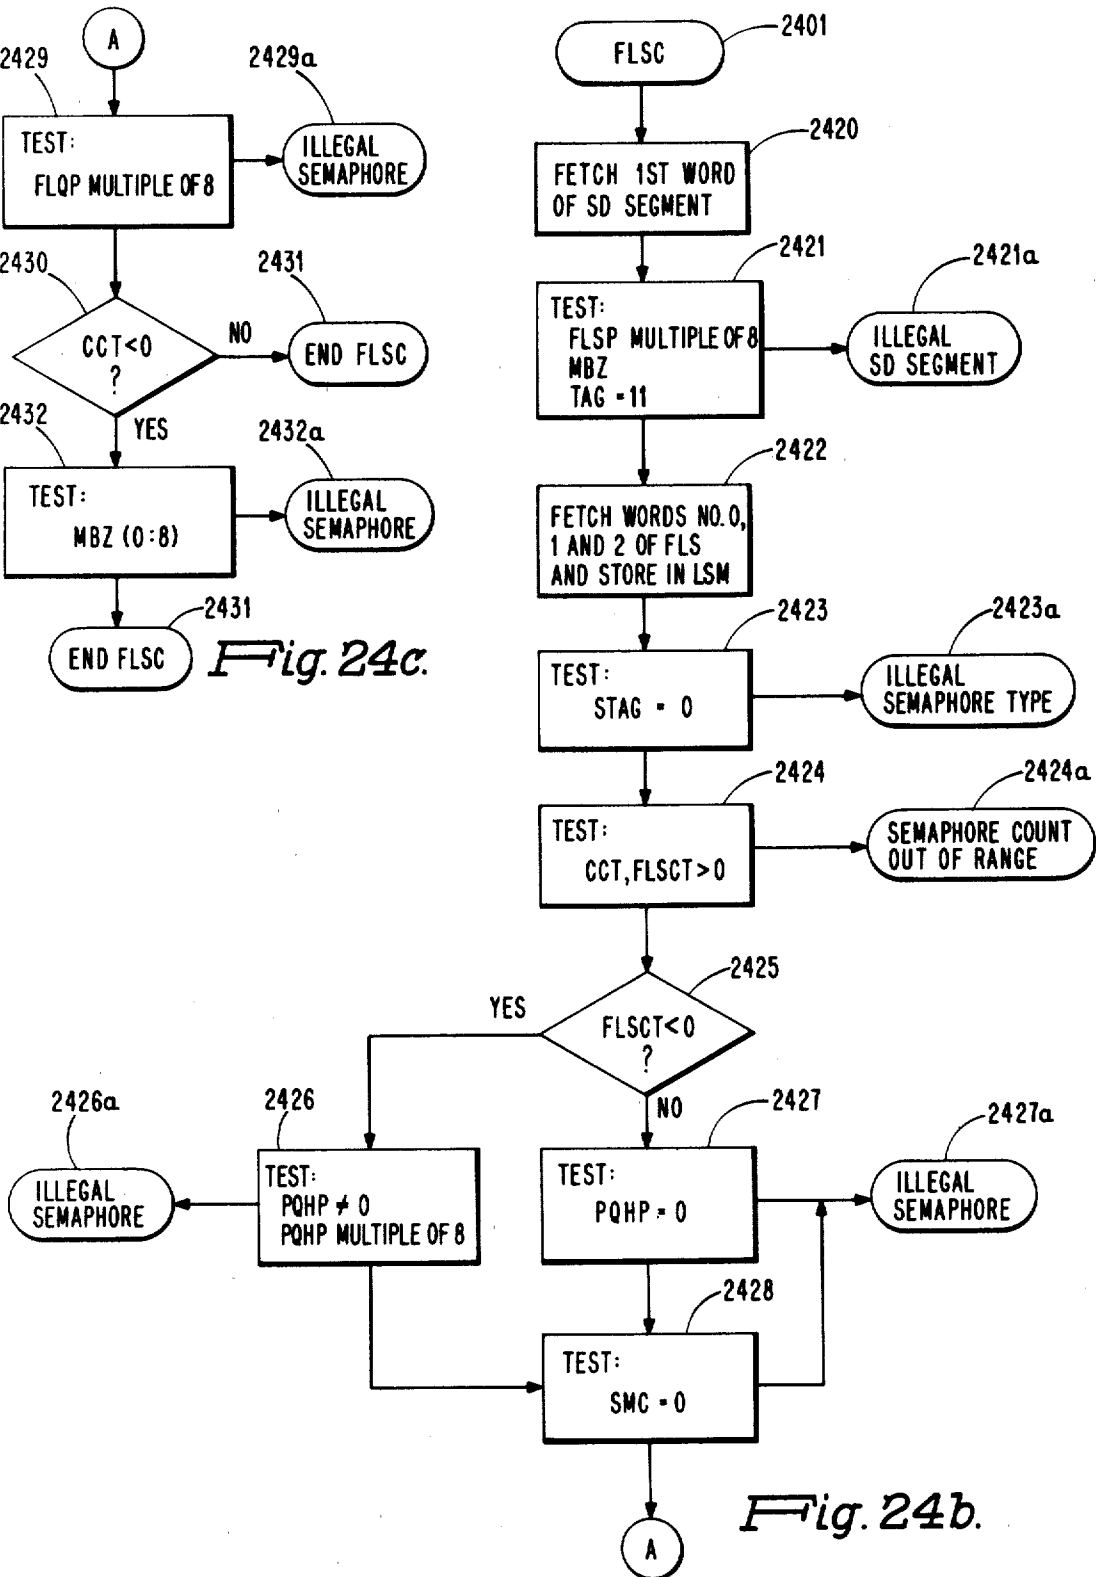 A
2429
2429a
TEST:
FLQP MULTIPLE OF 8
ILLEGAL
SEMAPHORE
2430
2431
CCT<0
?
NO
END FLSC
YES
2432
2432a
TEST:
MBZ (0:8)
ILLEGAL
SEMAPHORE
2431
END FLSC
Fig. 24c.
2401
FLSC
2420
FETCH 1ST WORD
OF SD SEGMENT
2421
2421a
TEST:
FLSP MULTIPLE OF 8
MBZ
TAG = 11
ILLEGAL
SD SEGMENT
2422
FETCH WORDS NO. 0,
1 AND 2 OF FLS
AND STORE IN LSM
2423
2423a
TEST:
STAG = 0
ILLEGAL
SEMAPHORE TYPE
2424
2424a
TEST:
CCT, FLSCT > 0
SEMAPHORE COUNT
OUT OF RANGE
2425
YES
FLSCT<0
?
NO
2426a
2426
2427
2427a
ILLEGAL
SEMAPHORE
TEST:
PQHP ≠ 0
PQHP MULTIPLE OF 8
TEST:
PQHP = 0
ILLEGAL
SEMAPHORE
2428
TEST:
SMC = 0
Fig. 24b.
A